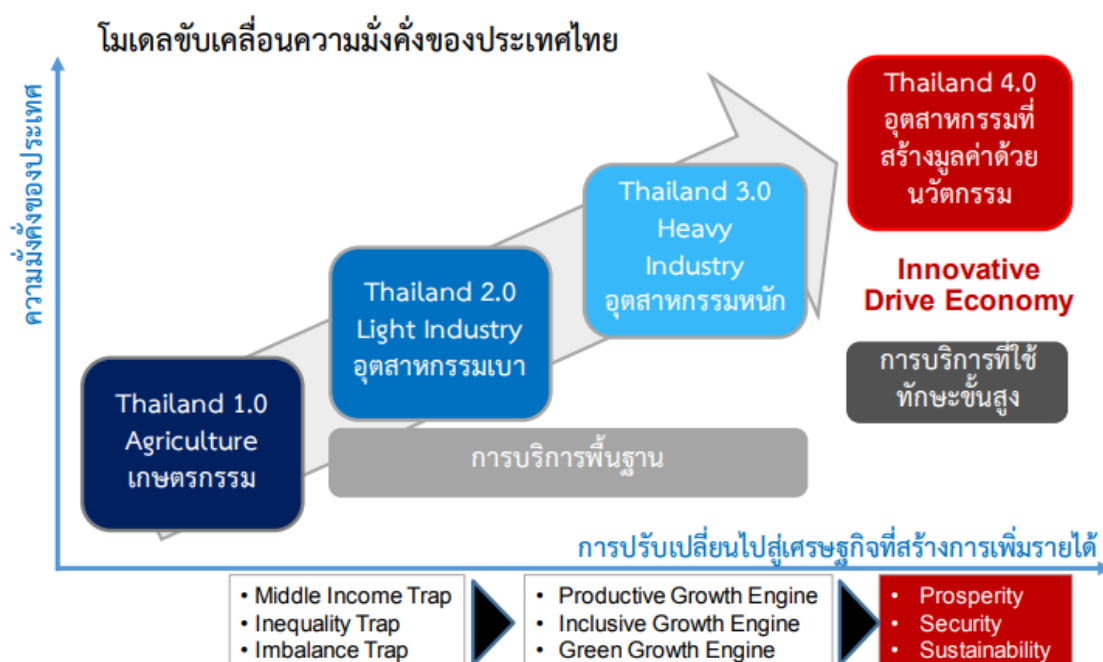 โมเดลขับเคลื่อนความมั่งคั่งของประเทศไทย
ความมั่งคั่งของประเทศ
Thailand 1.0
Agriculture
เกษตรกรรม
Thailand 2.0
Light Industry
อุตสาหกรรมเบา
Thailand 3.0
Heavy
Industry
อุตสาหกรรมหนัก
Thailand 4.0
อุตสาหกรรมที่
สร้างมูลค่าด้วย
นวัตกรรม
Innovative
Drive Economy
การบริการที่ใช้
ทักษะขั้นสูง
การบริการพื้นฐาน
การปรับเปลี่ยนไปสู่เศรษฐกิจที่สร้างการเพิ่มรายได้
• Middle Income Trap
• Inequality Trap
• Imbalance Trap
• Productive Growth Engine
• Inclusive Growth Engine
• Green Growth Engine
• Prosperity
• Security
• Sustainability